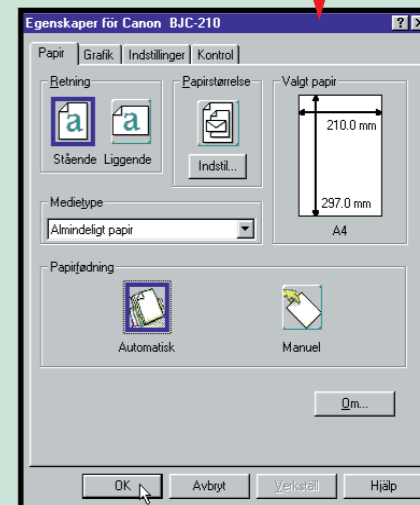 Egenskaper för Canon BJC-210
Papir Grafik Indstillinger Kontrol
Retning
a a
Stående Liggende
Papirstørrelse
Indstil...
Valgt papir
210.0 mm
297.0 mm
A4
Medietype
Almindeligt papir
Papirfødning
Automatisk Manuel
Om...
OK Avbryt Verkställ Hjälp